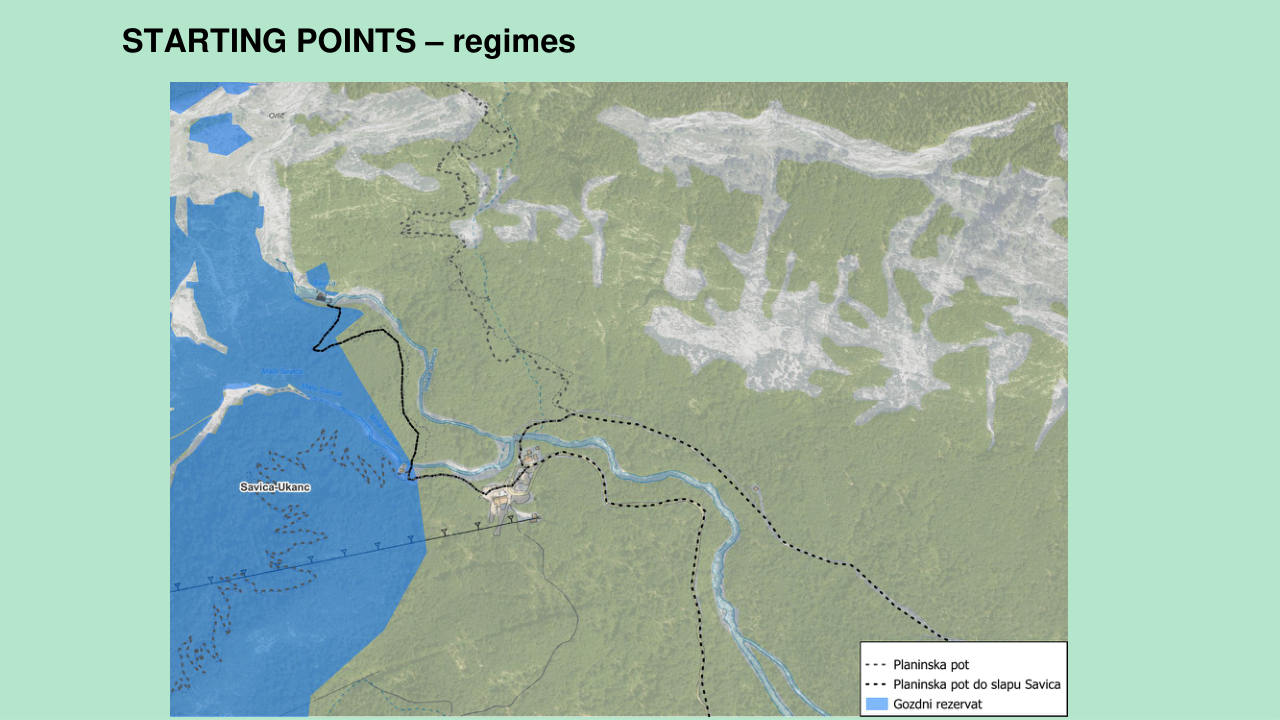 STARTING POINTS – regimes
Savica-Ukanc
Planinska pot
Planinska pot do slapu Savica
Gozdni rezervat